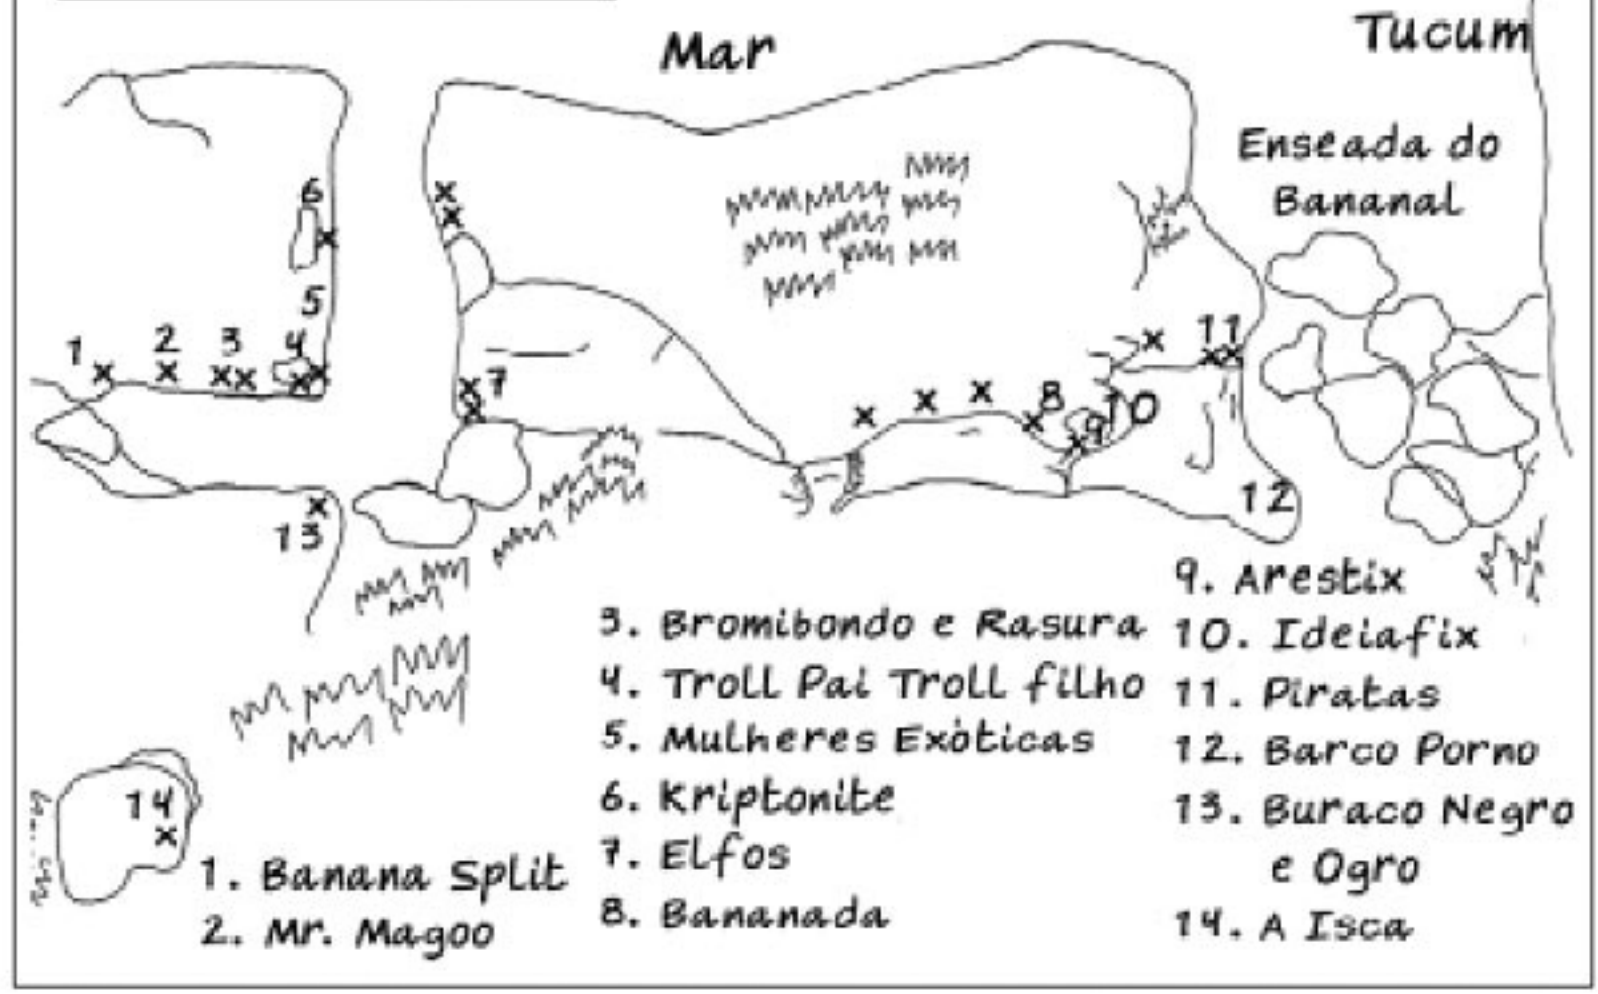 Mar
Tucum
Enseada do
Bananal
6
5
1 2 3 4
11
7
8
9
10
12
13
14
1. Banana Split
2. Mr. Magoo
3. Bromibondo e Rasura
4. Troll Pai Troll filho
5. Mulheres Exòticas
6. Kriptonite
7. Elfos
8. Bananada
9. Arestix
10. Ideiafix
11. Piratas
12. Barco Porno
13. Buraco Negro
e Ogro
14. A Isca